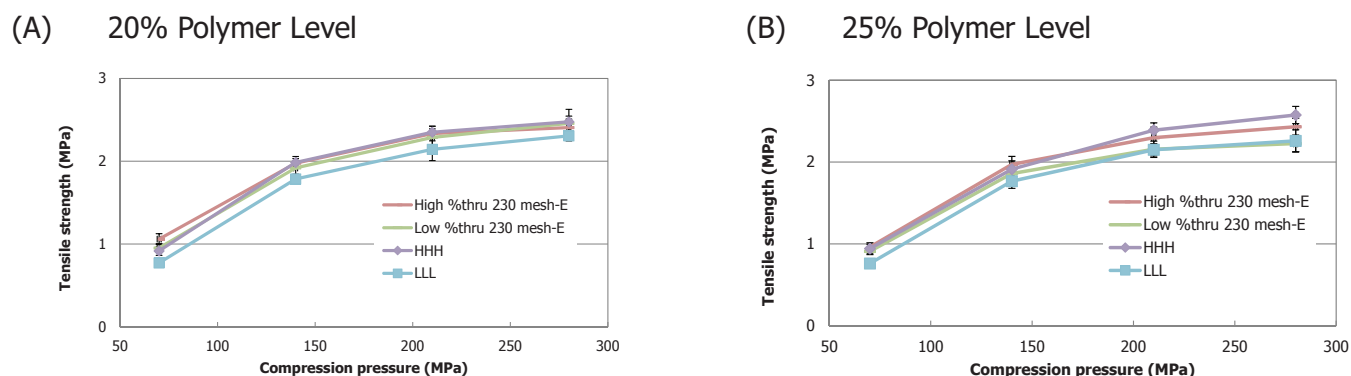 (A) 20% Polymer Level
3
2
1
0
Tensile strength (MPa)
High %thru 230 mesh-E
Low %thru 230 mesh-E
HHH
LLL
50 100 150 200 250 300
Compression pressure (MPa)
(B) 25% Polymer Level
3
2
1
0
Tensile strength (MPa)
High %thru 230 mesh-E
Low %thru 230 mesh-E
HHH
LLL
50 100 150 200 250 300
Compression pressure (MPa)